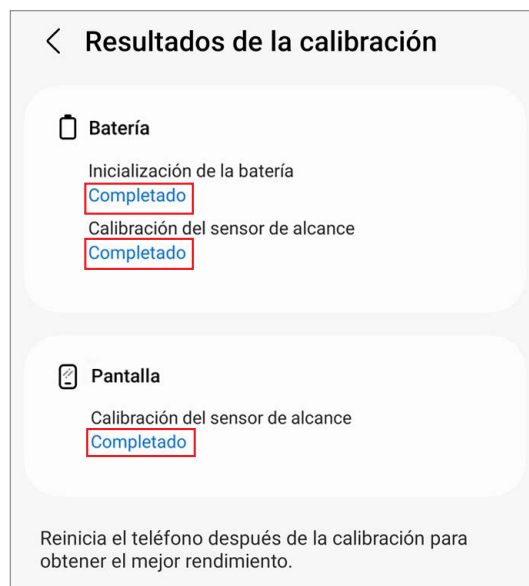 Resultados de la calibración
Batería
Inicialización de la batería
Completado
Calibración del sensor de alcance
Completado
Pantalla
Calibración del sensor de alcance
Completado
Reinicia el teléfono después de la calibración para
obtener el mejor rendimiento.